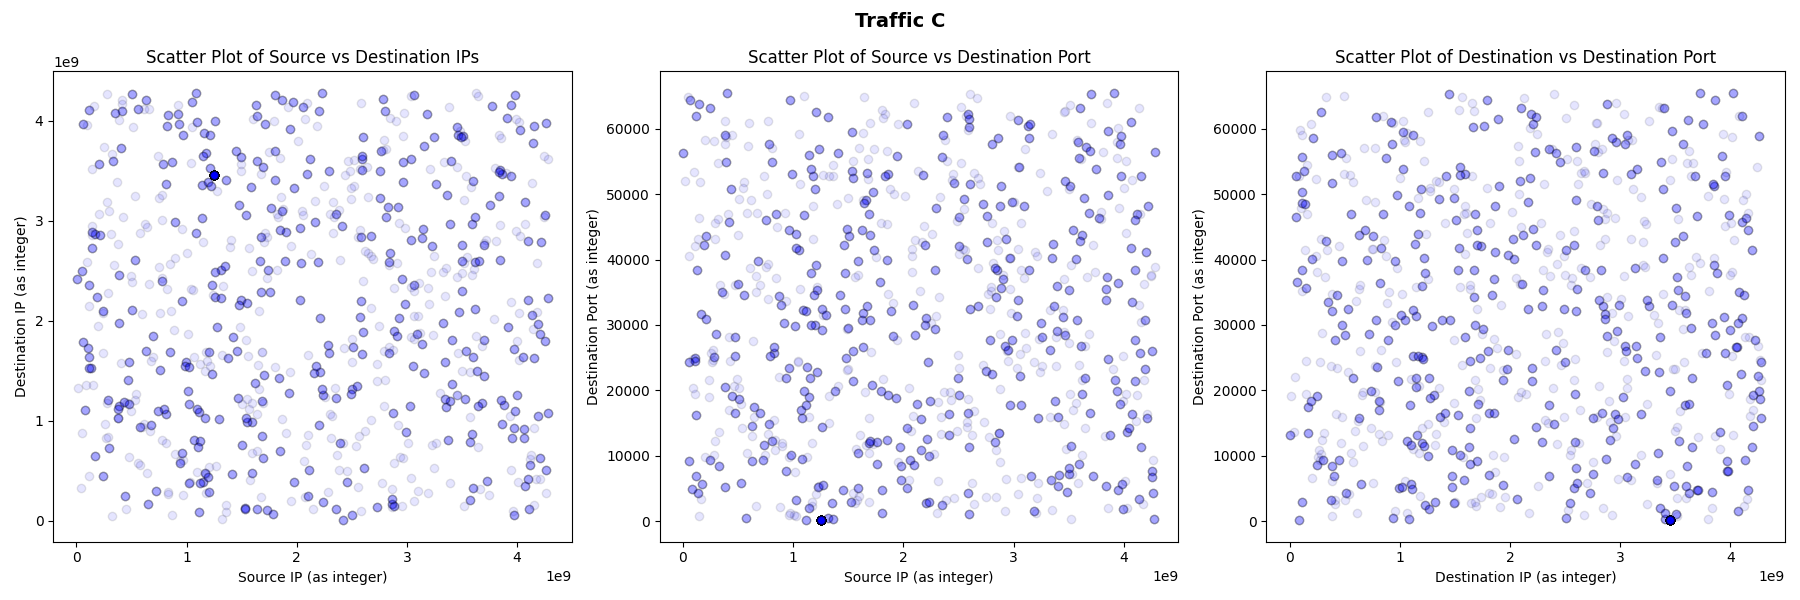 Traffic C
Scatter Plot of Source vs Destination IPs
1e9
Destination IP (as integer)
4
3
2
1
0
0 1 2 3 4
1e9
Source IP (as integer)
Scatter Plot of Source vs Destination Port
Destination Port (as integer)
60000
50000
40000
30000
20000
10000
0
0 1 2 3 4
1e9
Source IP (as integer)
Scatter Plot of Destination vs Destination Port
Destination Port (as integer)
60000
50000
40000
30000
20000
10000
0
0 1 2 3 4
1e9
Destination IP (as integer)